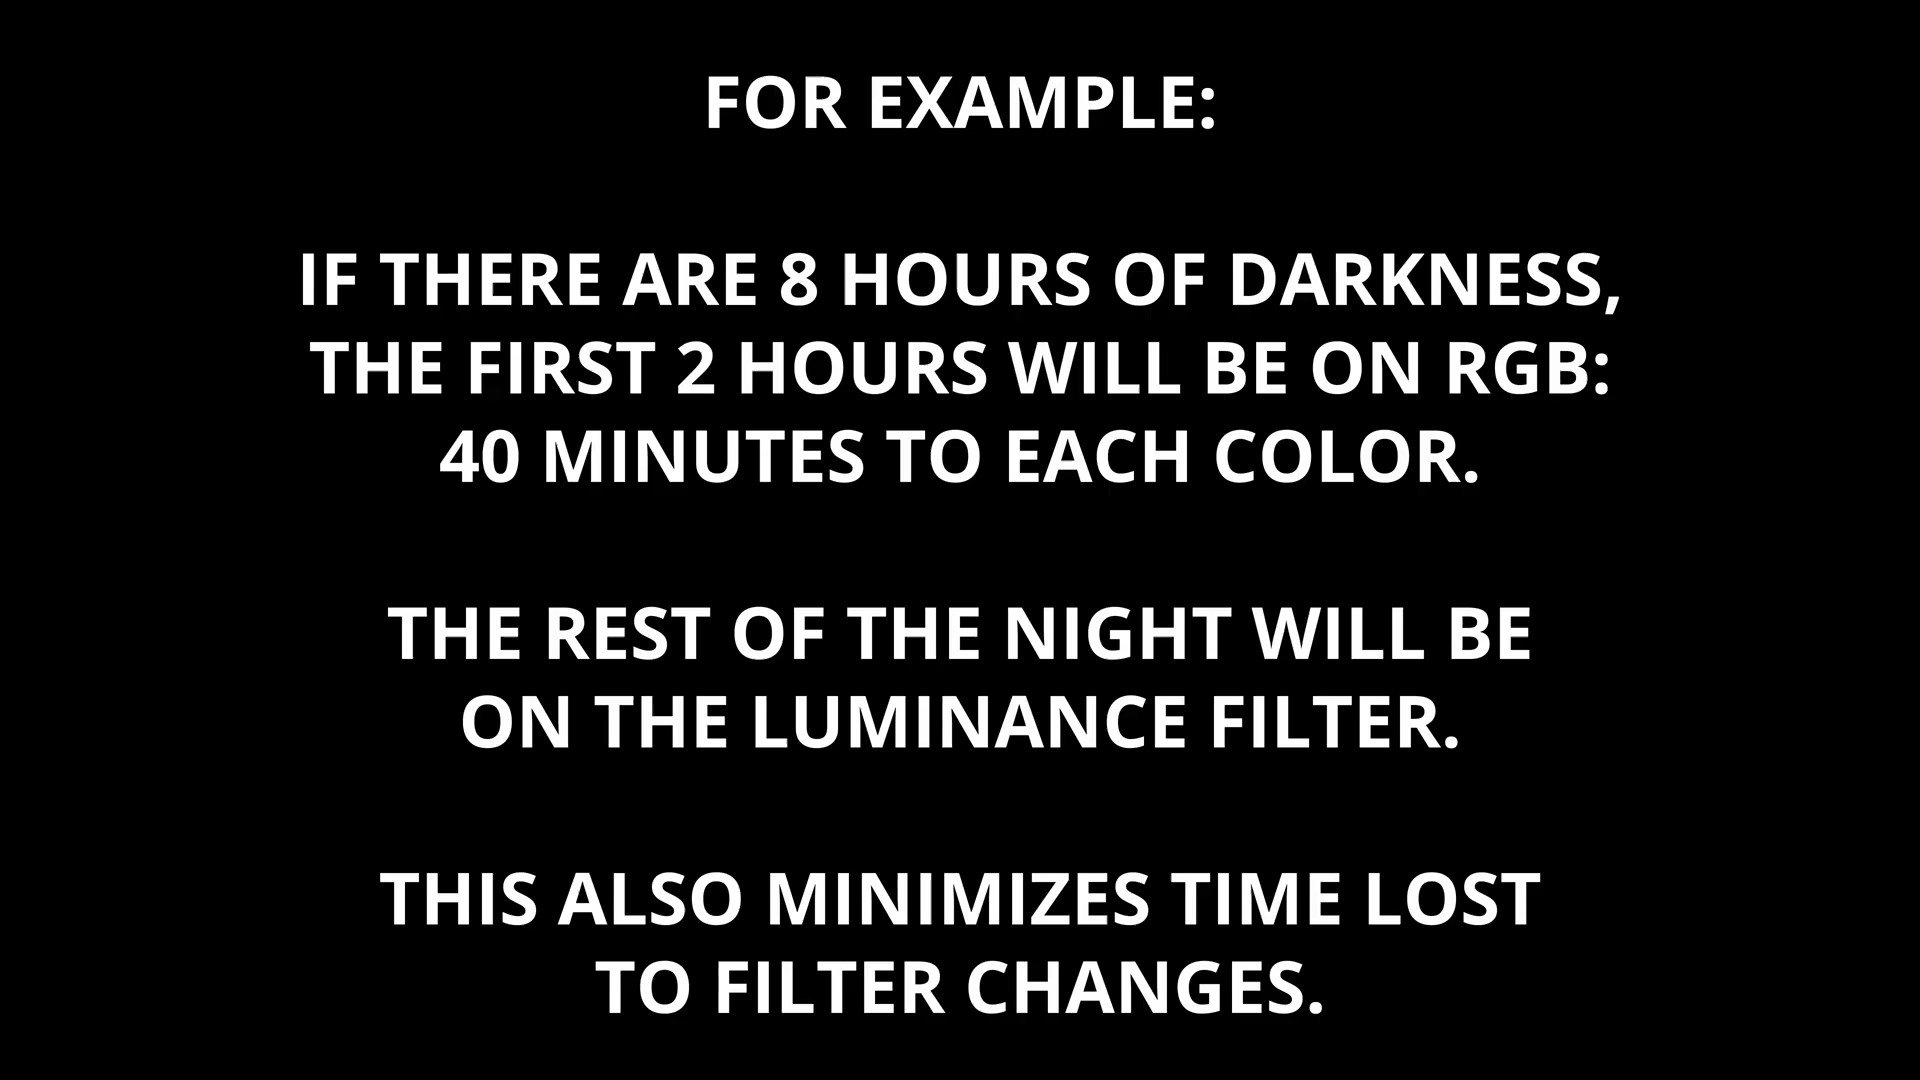 FOR EXAMPLE:
IF THERE ARE 8 HOURS OF DARKNESS,
THE FIRST 2 HOURS WILL BE ON RGB:
40 MINUTES TO EACH COLOR.
THE REST OF THE NIGHT WILL BE
ON THE LUMINANCE FILTER.
THIS ALSO MINIMIZES TIME LOST
TO FILTER CHANGES.